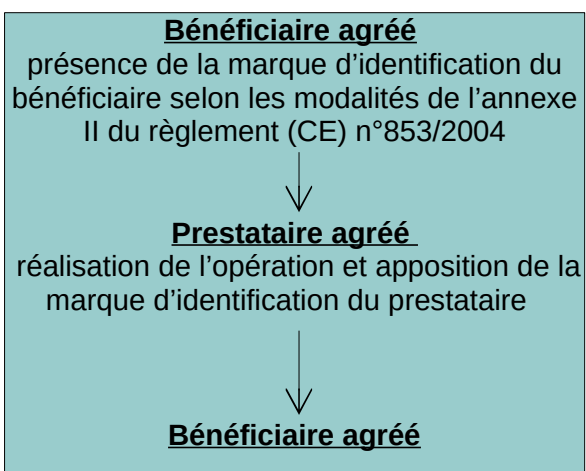 Bénéficiaire agréé
présence de la marque d’identification du
bénéficiaire selon les modalités de l’annexe
II du règlement (CE) n°853/2004
Prestataire agréé
réalisation de l’opération et apposition de la
marque d’identification du prestataire
Bénéficiaire agréé